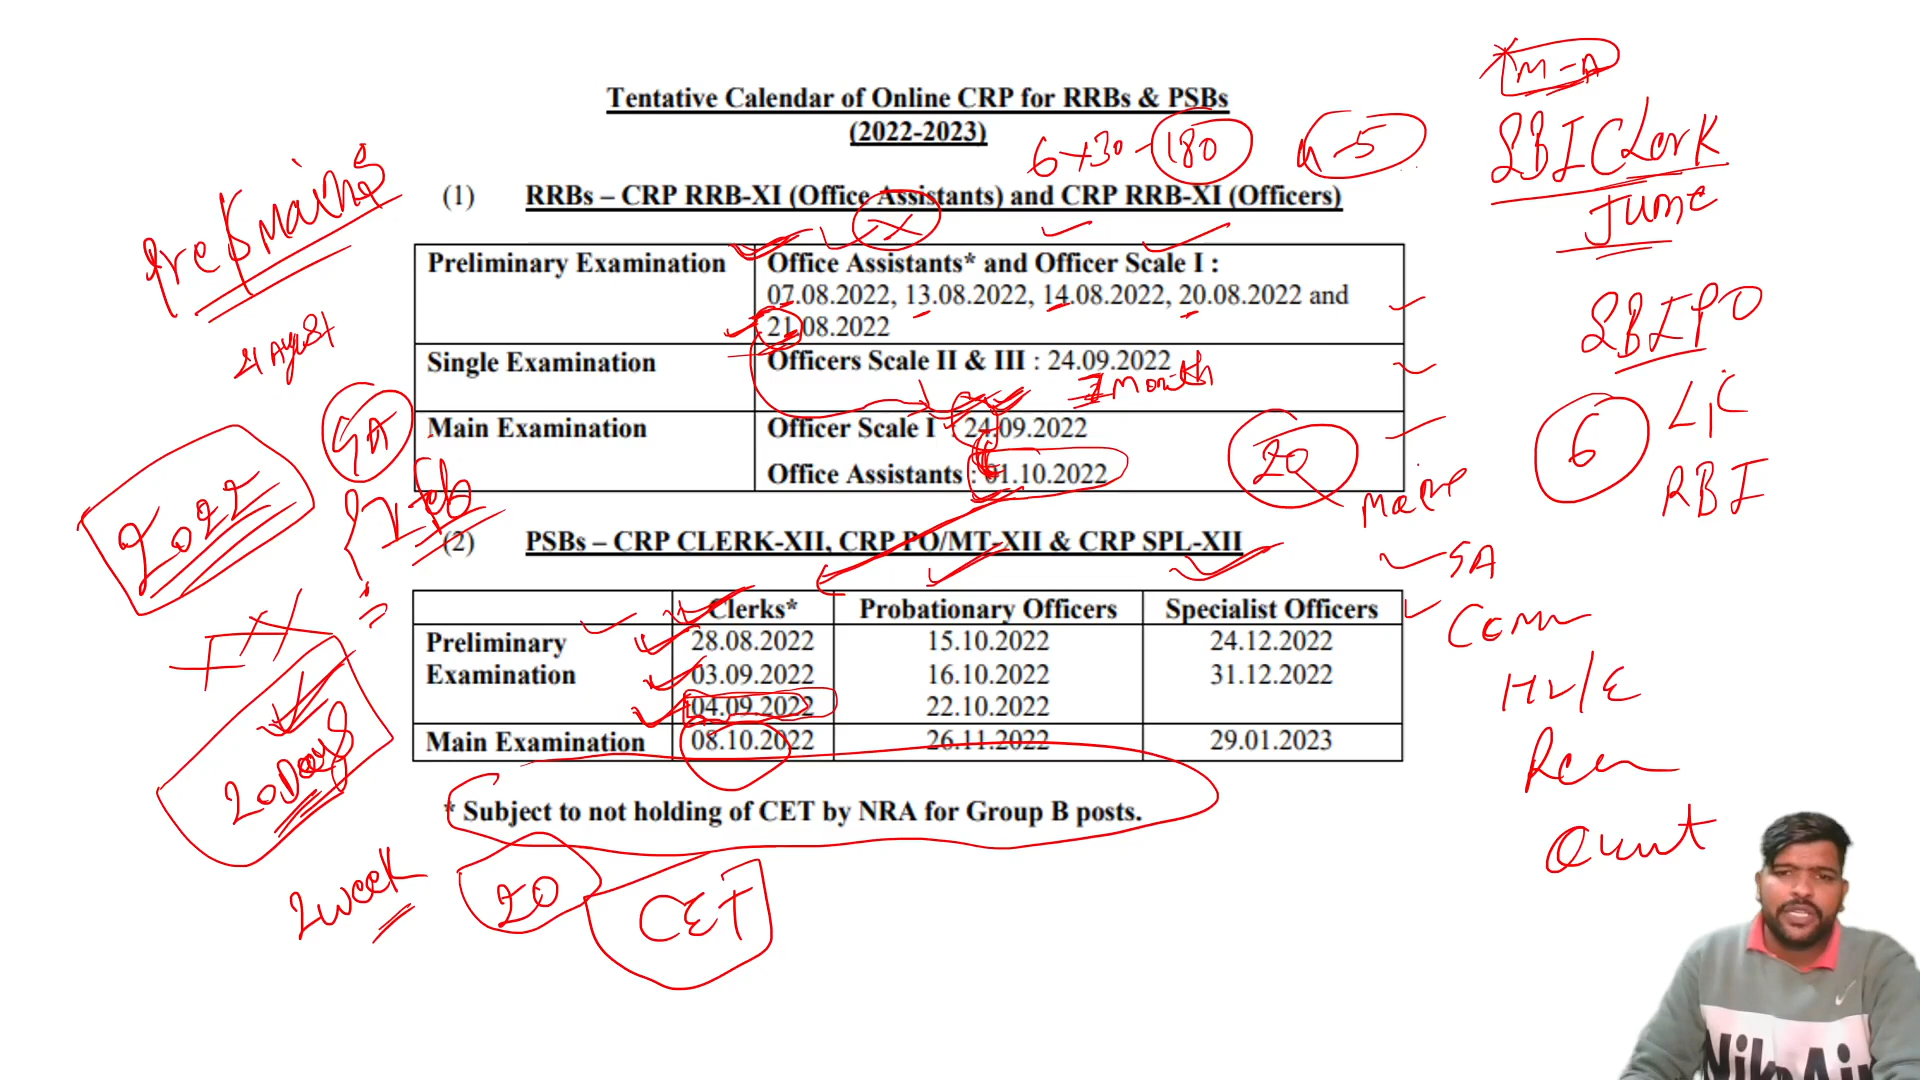 Tentative Calendar of Online CRP for RRBs & PSBs
(2022-2023)
6 x 30 - 180
M - A
SBI Clerk
June
(1) RRBs – CRP RRB-XI (Office Assistants) and CRP RRB-XI (Officers)
Pre & mains
Preliminary Examination
Office Assistants* and Officer Scale I :
07.08.2022, 13.08.2022, 14.08.2022, 20.08.2022 and
21.08.2022
SBI PO
21 August
Single Examination
Officers Scale II & III : 24.09.2022
1 month
LIC
GA
Main Examination
Officer Scale I : 24.09.2022
20
6
Office Assistants : 01.10.2022
RBI
2022
(2) PSBs – CRP CLERK-XII, CRP PO/MT-XII & CRP SPL-XII
GA
Clerks* Probationary Officers Specialist Officers
Preliminary 28.08.2022 15.10.2022 24.12.2022
Examination 03.09.2022 16.10.2022 31.12.2022
04.09.2022 22.10.2022
Main Examination 08.10.2022 26.11.2022 29.01.2023
20 Days
* Subject to not holding of CET by NRA for Group B posts.
2 week
20
CET